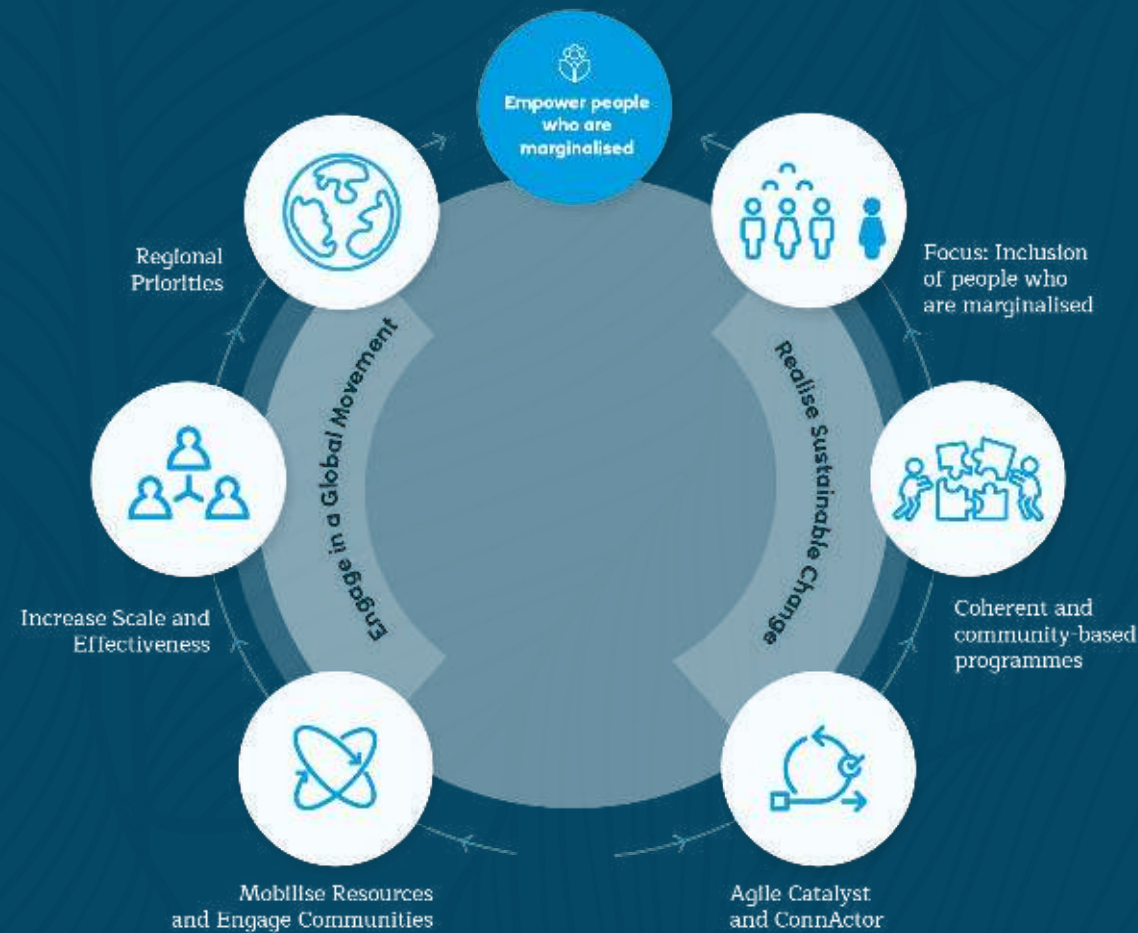 Empower people
who are
marginalised
Regional
Priorities
Focus: Inclusion
of people who
are marginalised
Engage in a Global Movement
Realise Sustainable Change
Increase Scale and
Effectiveness
Coherent and
community-based
programmes
Mobilise Resources
and Engage Communities
Agile Catalyst
and ConnActor